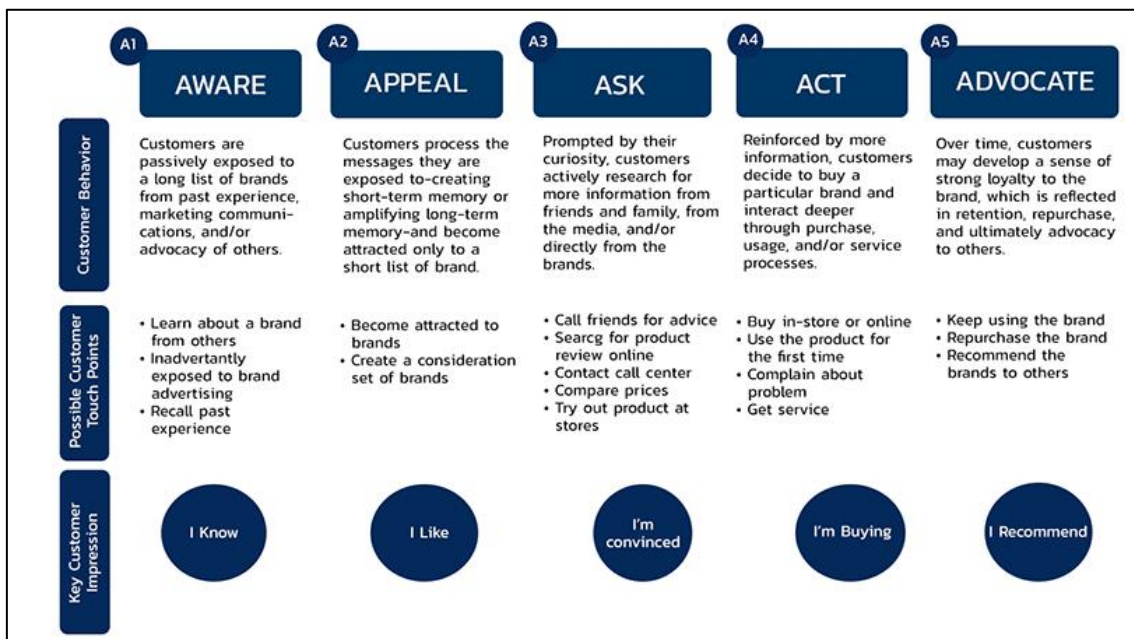 A1
AWARE
A2
APPEAL
A3
ASK
A4
ACT
A5
ADVOCATE
Customer Behavior
Customers are
passively exposed to
a long list of brands
from past experience,
marketing communi-
cations, and/or
advocacy of others.
Customers process the
messages they are
exposed to-creating
short-term memory or
amplifying long-term
memory-and become
attracted only to a
short list of brand.
Prompted by their
curiosity, customers
actively research for
more information from
friends and family, from
the media, and/or
directly from the
brands.
Reinforced by more
information, customers
decide to buy a
particular brand and
interact deeper
through purchase,
usage, and/or service
processes.
Over time, customers
may develop a sense of
strong loyalty to the
brand, which is reflected
in retention, repurchase,
and ultimately advocacy
to others.
Possible Customer
Touch Points
• Learn about a brand
from others
• Inadvertantly
exposed to brand
advertising
• Recall past
experience
• Become attracted to
brands
• Create a consideration
set of brands
• Call friends for advice
• Searcg for product
review online
• Contact call center
• Compare prices
• Try out product at
stores
• Buy in-store or online
• Use the product for
the first time
• Complain about
problem
• Get service
• Keep using the brand
• Repurchase the brand
• Recommend the
brands to others
Key Customer
Impression
I Know
I Like
I'm
convinced
I'm Buying
I Recommend